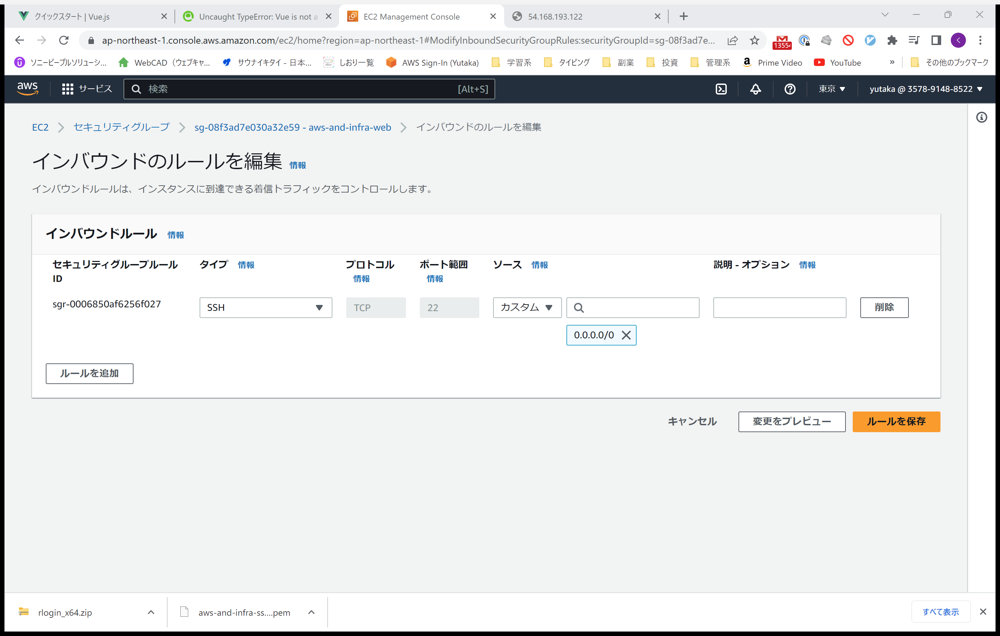 クイックスタート | Vue.js
Uncaught TypeError: Vue is not a
EC2 Management Console
54.168.193.122
ap-northeast-1.console.aws.amazon.com/ec2/home?region=ap-northeast-1#ModifyInboundSecurityGroupRules:securityGroupId=sg-08f3ad7e...
1355
ソニーピープルソリューシ...
WebCAD（ウェブキャ...
サウナイキタイ - 日本...
しおり一覧
AWS Sign-In (Yutaka)
学習系
タイピング
副業
投資
管理系
Prime Video
YouTube
»
その他のブックマーク
aws
サービス
検索
[Alt+S]
東京
yutaka @ 3578-9148-8522
EC2
セキュリティグループ
sg-08f3ad7e030a32e59 - aws-and-infra-web
インバウンドのルールを編集
インバウンドのルールを編集 情報
インバウンドルールは、インスタンスに到達できる着信トラフィックをコントロールします。
インバウンドルール 情報
セキュリティグループルール ID
タイプ 情報
プロトコル 情報
ポート範囲 情報
ソース 情報
説明 - オプション 情報
sgr-0006850af6256f027
SSH
TCP
22
カスタム
削除
0.0.0.0/0
ルールを追加
キャンセル
変更をプレビュー
ルールを保存
rlogin_x64.zip
aws-and-infra-ss....pem
すべて表示